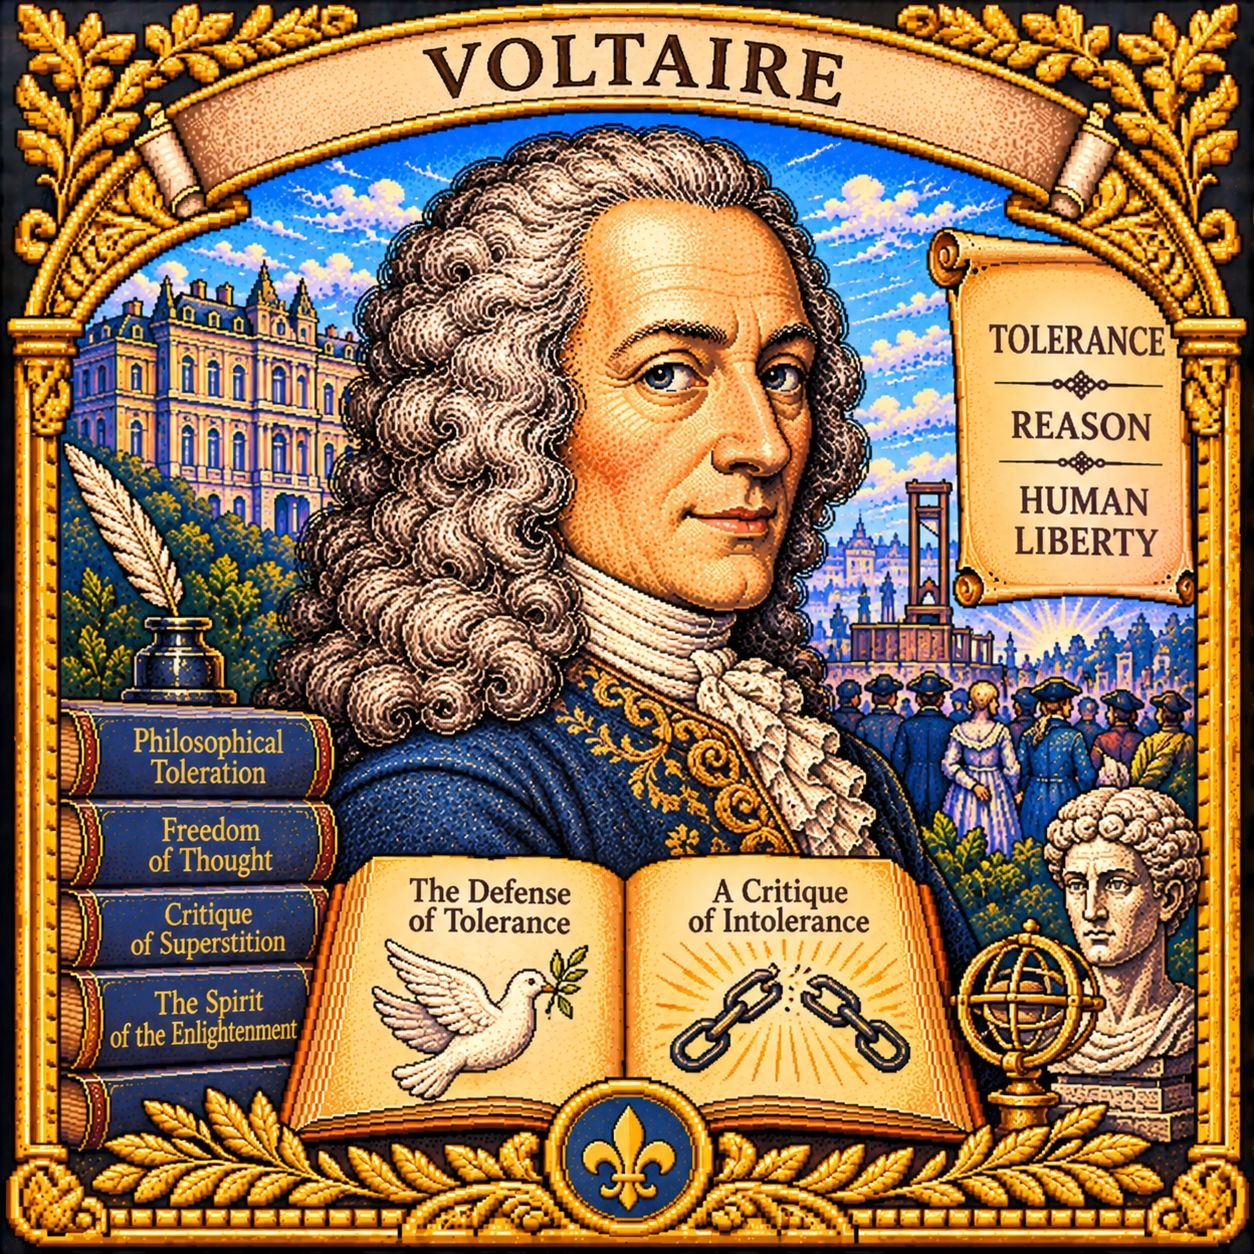 VOLTAIRE
TOLERANCE
REASON
HUMAN
LIBERTY
Philosophical
Toleration
Freedom
of Thought
Critique
of Superstition
The Spirit
of the Enlightenment
The Defense
of Tolerance
A Critique
of Intolerance